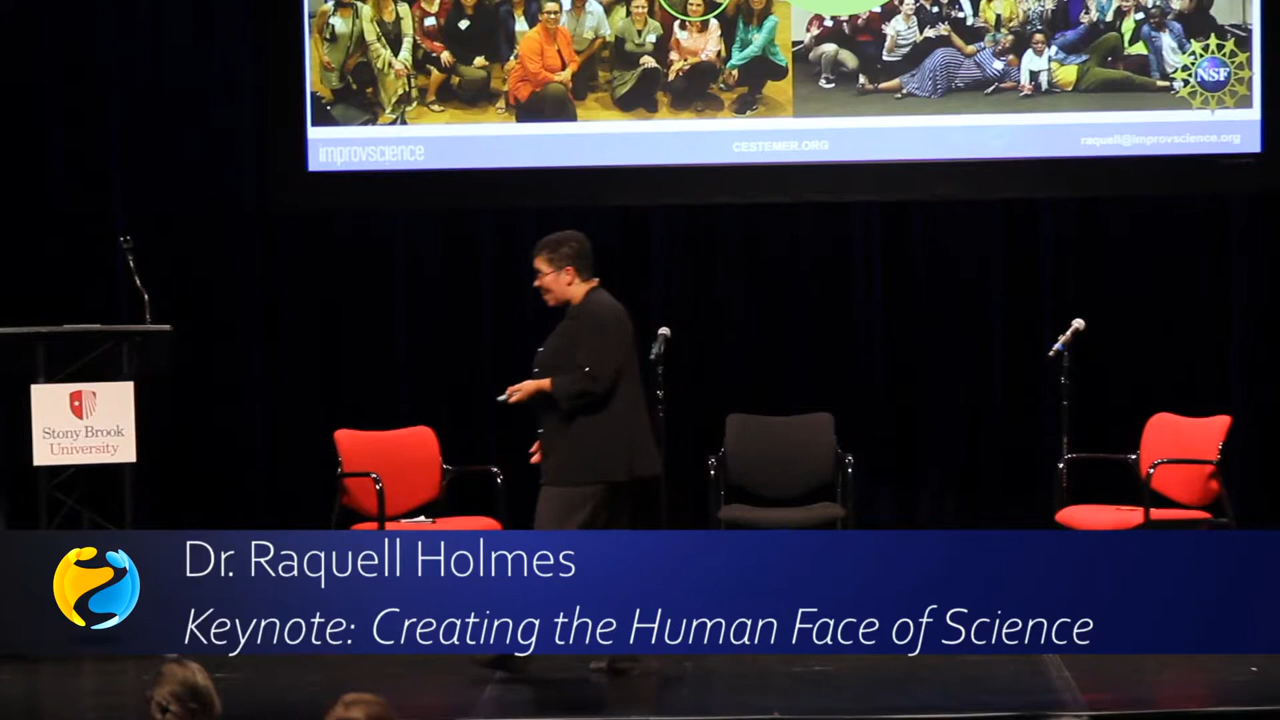 NSF
improvscience
CESTEMER.ORG
raquell@improvscience.org
Stony Brook
University
Dr. Raquell Holmes
Keynote: Creating the Human Face of Science